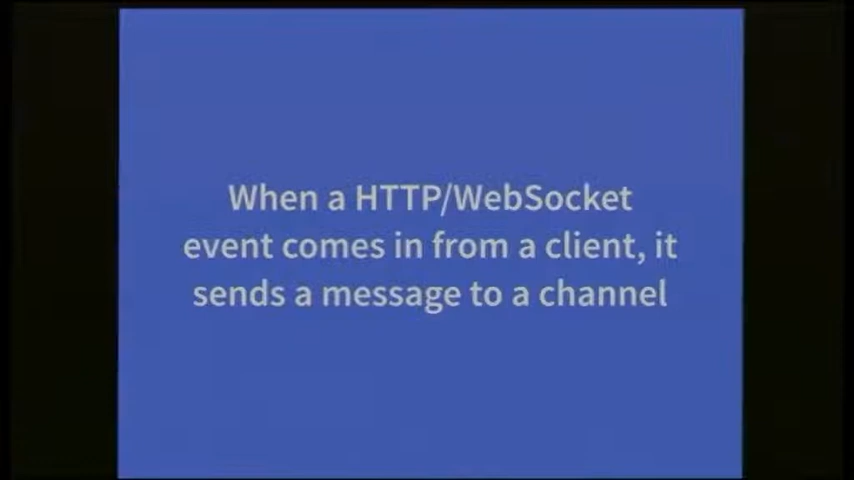 When a HTTP/WebSocket
event comes in from a client, it
sends a message to a channel